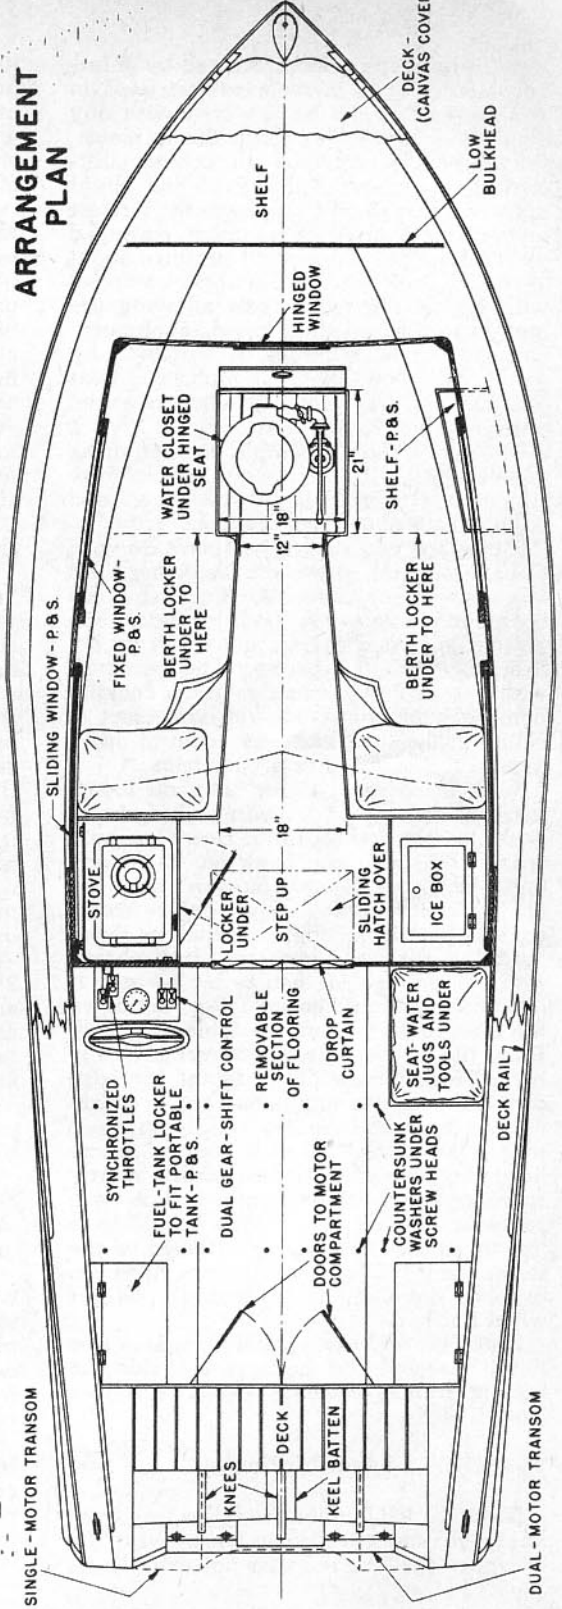 ARRANGEMENT
PLAN
DECK-
(CANVAS COVER
SHELF
LOW
BULKHEAD
HINGED
WINDOW
WATER CLOSET
UNDER HINGED
SEAT
21"
18"
12"
SHELF-P.&S.
FIXED WINDOW-
P.&S.
SLIDING WINDOW-P.&S.
BERTH LOCKER
UNDER TO
HERE
BERTH LOCKER
UNDER TO HERE
18"
STOVE
LOCKER
UNDER
STEP UP
SLIDING
HATCH OVER
ICE BOX
SYNCHRONIZED
THROTTLES
FUEL-TANK LOCKER
TO FIT PORTABLE
TANK-P.&S.
DUAL GEAR-SHIFT CONTROL
REMOVABLE
SECTION
OF FLOORING
DROP
CURTAIN
SEAT-WATER
JUGS AND
TOOLS UNDER
DECK RAIL
COUNTERSUNK
WASHERS UNDER
SCREW HEADS
DOORS TO MOTOR
COMPARTMENT
DECK
KNEES
KEEL BATTEN
SINGLE-MOTOR TRANSOM
DUAL-MOTOR TRANSOM